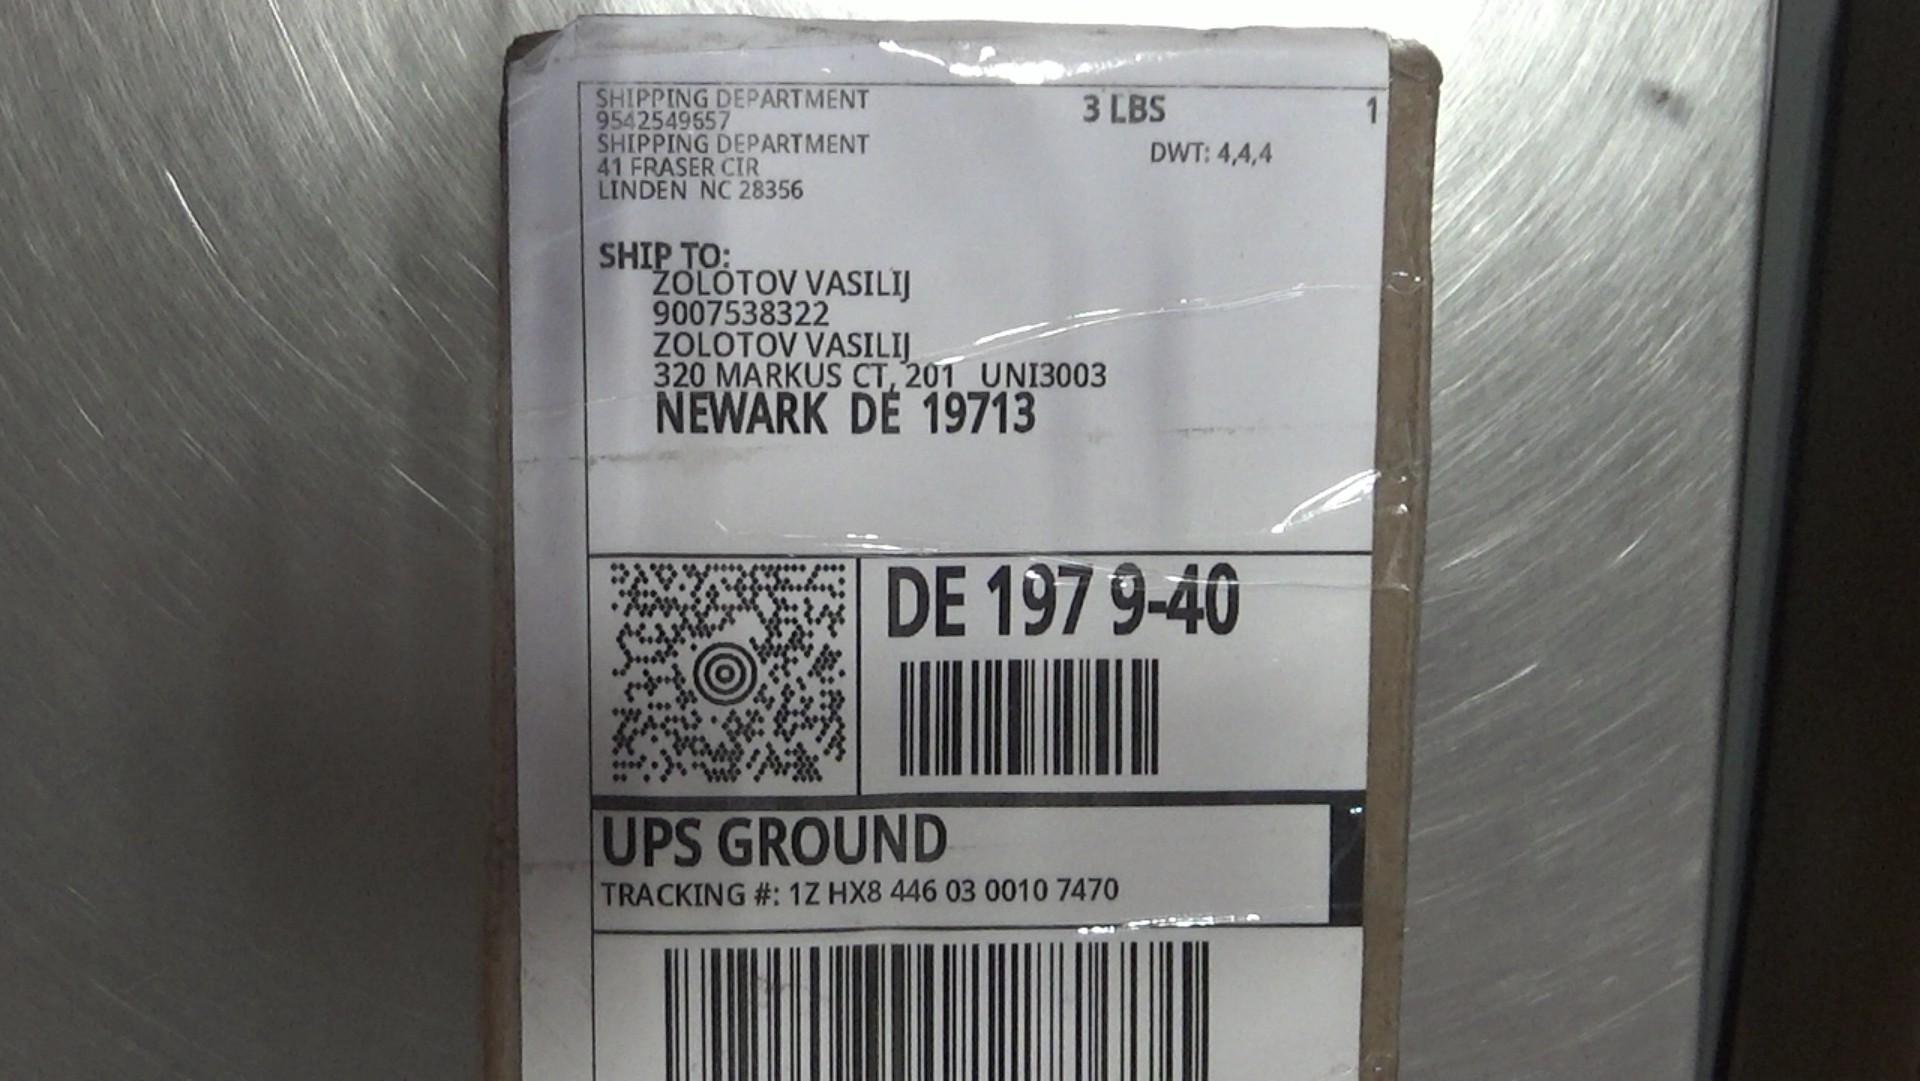 SHIPPING DEPARTMENT
9542549657
SHIPPING DEPARTMENT
41 FRASER CIR
LINDEN NC 28356
3 LBS 1
DWT: 4,4,4
SHIP TO:
ZOLOTOV VASILIJ
9007538322
ZOLOTOV VASILIJ
320 MARKUS CT, 201 UNI3003
NEWARK DE 19713
DE 197 9-40
UPS GROUND
TRACKING #: 1Z HX8 446 03 0010 7470